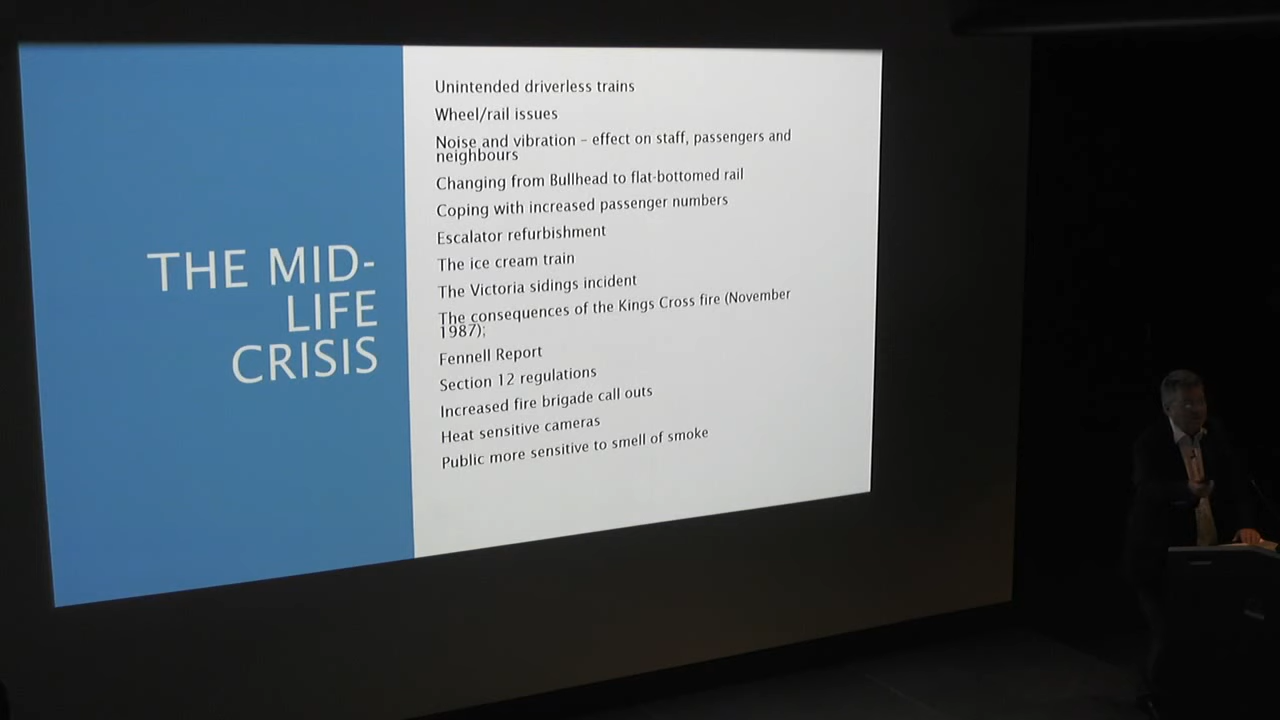 THE MID-
LIFE
CRISIS
Unintended driverless trains
Wheel/rail issues
Noise and vibration – effect on staff, passengers and
neighbours
Changing from Bullhead to flat-bottomed rail
Coping with increased passenger numbers
Escalator refurbishment
The ice cream train
The Victoria sidings incident
The consequences of the Kings Cross fire (November
1987);
Fennell Report
Section 12 regulations
Increased fire brigade call outs
Heat sensitive cameras
Public more sensitive to smell of smoke